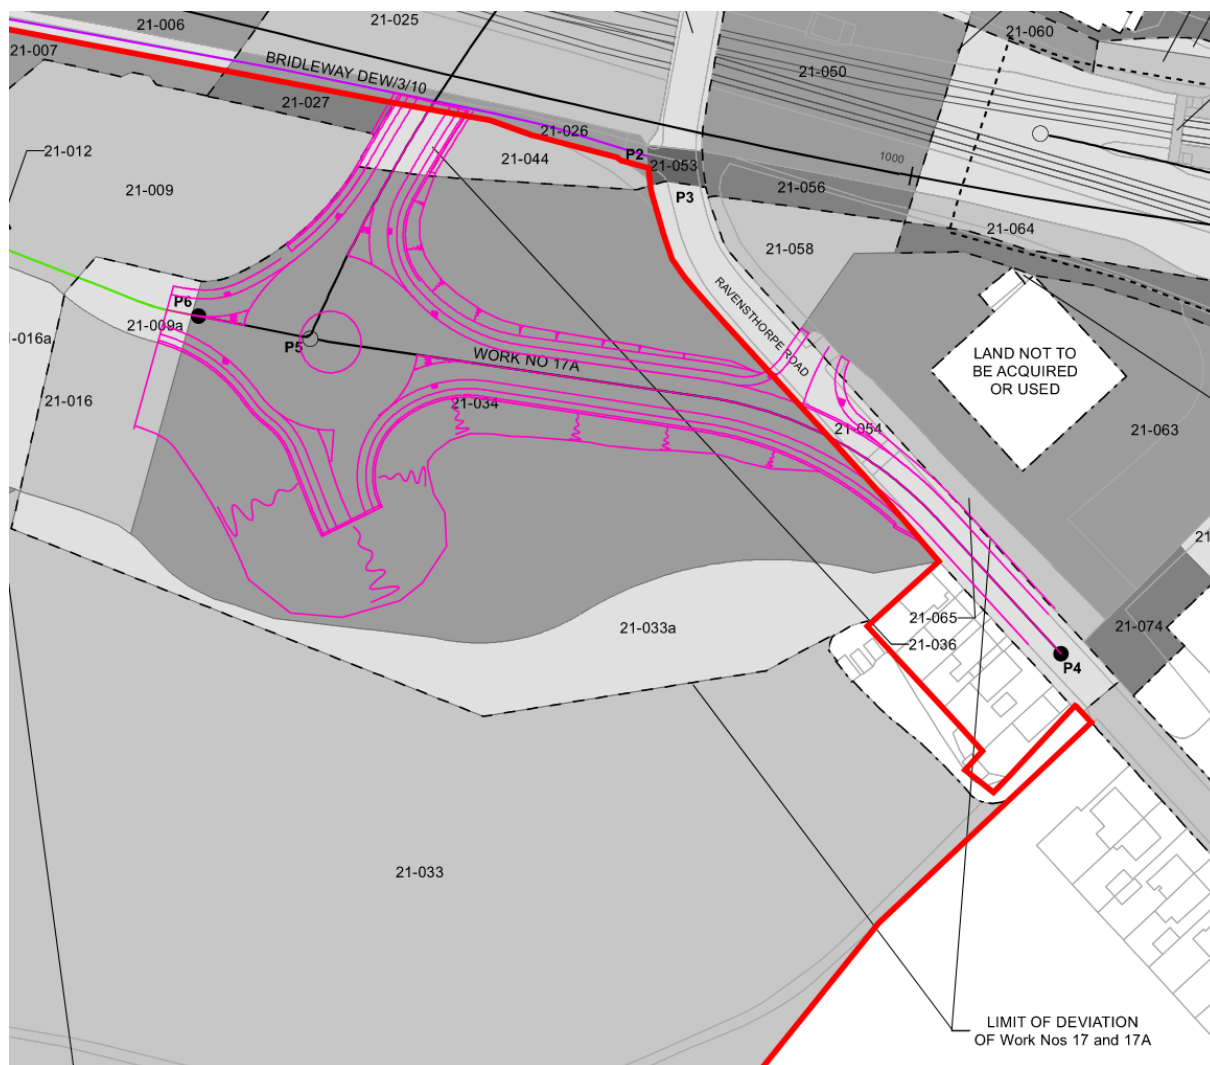 21-006
21-025
21-060
21-007
BRIDLEWAY DEW/3/10
21-050
21-027
21-026
21-012
P2
21-044
21-053
1000
21-009
P3
21-056
21-064
21-058
P6
RAVENSTHORPE ROAD
21-009a
-016a
P5
WORK NO 17A
LAND NOT TO
BE ACQUIRED
OR USED
21-016
21-034
21-054
21-063
21
21-065
21-036
21-033a
21-074
P4
21-033
LIMIT OF DEVIATION
OF Work Nos 17 and 17A